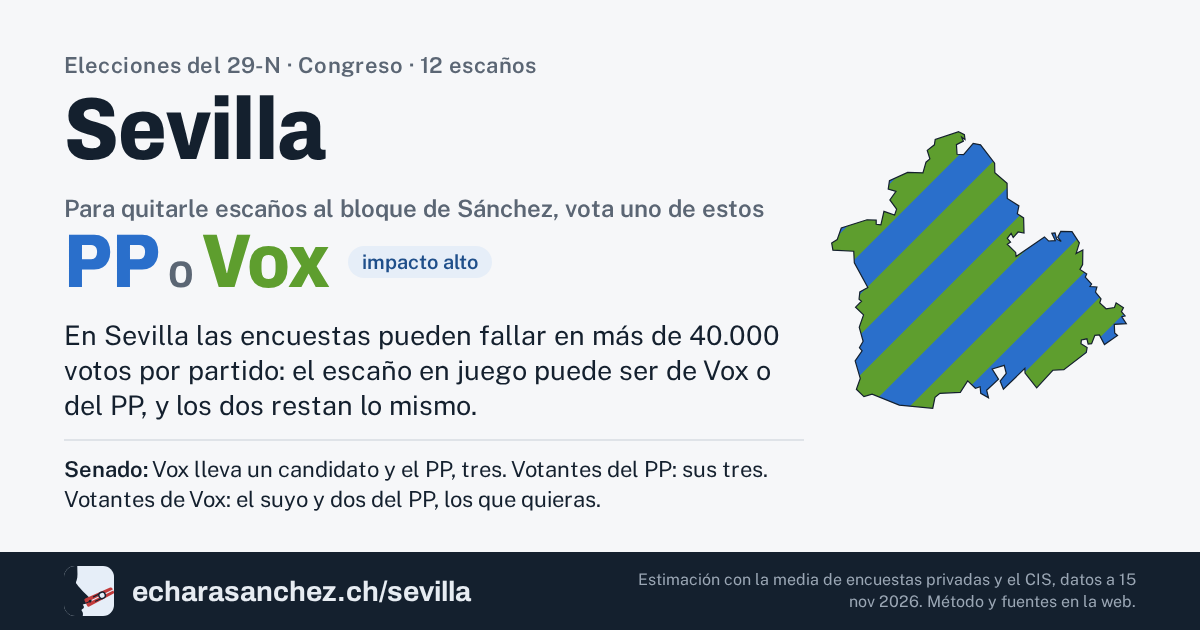 Elecciones del 29-N · Congreso · 12 escaños
Sevilla
Para quitarle escaños al bloque de Sánchez, vota uno de estos
PP o Vox impacto alto
En Sevilla las encuestas pueden fallar en más de 40.000
votos por partido: el escaño en juego puede ser de Vox o
del PP, y los dos restan lo mismo.
Senado: Vox lleva un candidato y el PP, tres. Votantes del PP: sus tres.
Votantes de Vox: el suyo y dos del PP, los que quieras.
echarasanchez.ch/sevilla
Estimación con la media de encuestas privadas y el CIS, datos a 15
nov 2026. Método y fuentes en la web.